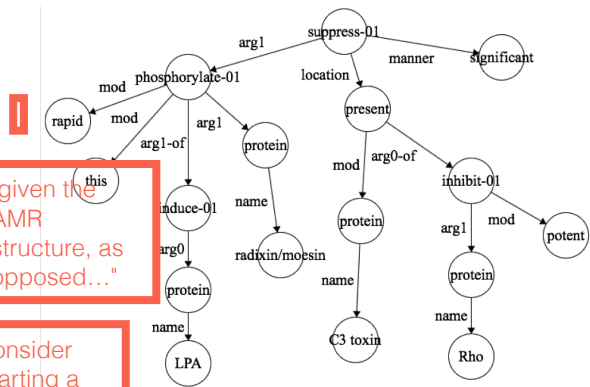 suppress-01
arg1
manner
significant
location
phosphorylate-01
mod
mod
arg1
present
rapid
arg1-of
protein
mod
arg0-of
this
given the
AMR
structure, as
opposed…"
induce-01
name
inhibit-01
arg0
protein
arg1
mod
potent
radixin/moesin
protein
name
protein
name
name
onsider
arting a
LPA
C3 toxin
Rho